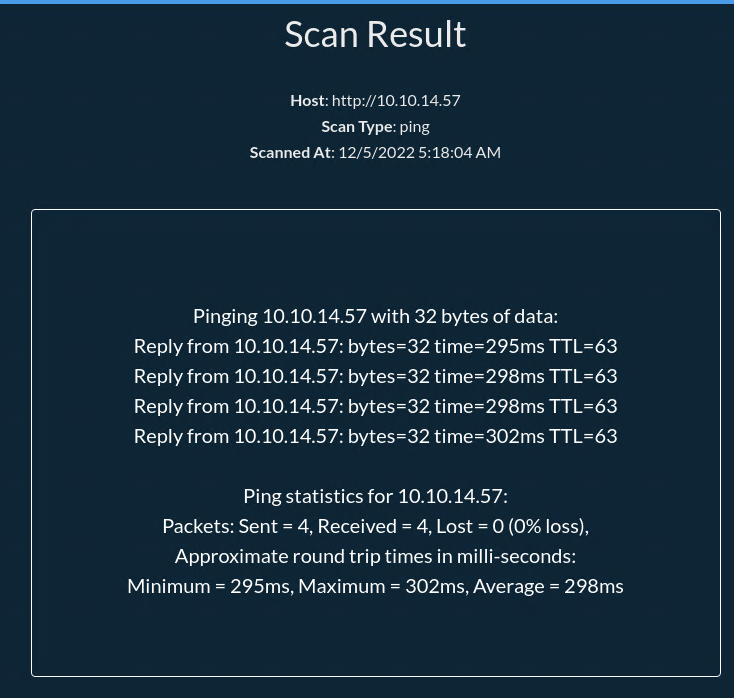 Scan Result
Host: http://10.10.14.57
Scan Type: ping
Scanned At: 12/5/2022 5:18:04 AM
Pinging 10.10.14.57 with 32 bytes of data:
Reply from 10.10.14.57: bytes=32 time=295ms TTL=63
Reply from 10.10.14.57: bytes=32 time=298ms TTL=63
Reply from 10.10.14.57: bytes=32 time=298ms TTL=63
Reply from 10.10.14.57: bytes=32 time=302ms TTL=63
Ping statistics for 10.10.14.57:
Packets: Sent = 4, Received = 4, Lost = 0 (0% loss),
Approximate round trip times in milli-seconds:
Minimum = 295ms, Maximum = 302ms, Average = 298ms